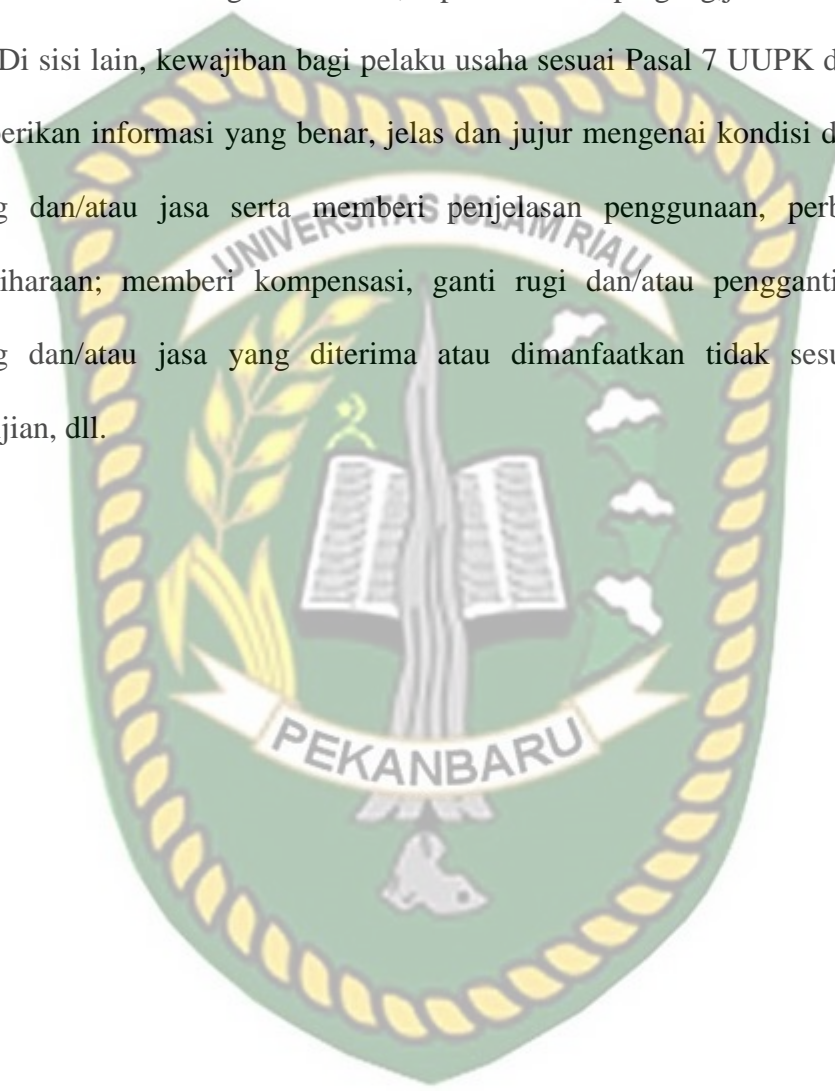 Di sisi lain, kewajiban bagi pelaku usaha sesuai Pasal 7 UUPK d
erikan informasi yang benar, jelas dan jujur mengenai kondisi d
g dan/atau jasa serta memberi penjelasan penggunaan, perb
iharaan; memberi kompensasi, ganti rugi dan/atau pengganti
g dan/atau jasa yang diterima atau dimanfaatkan tidak sesu
jian, dll.
UNIVERSITAS ISLAM RIAU
PEKANBARU